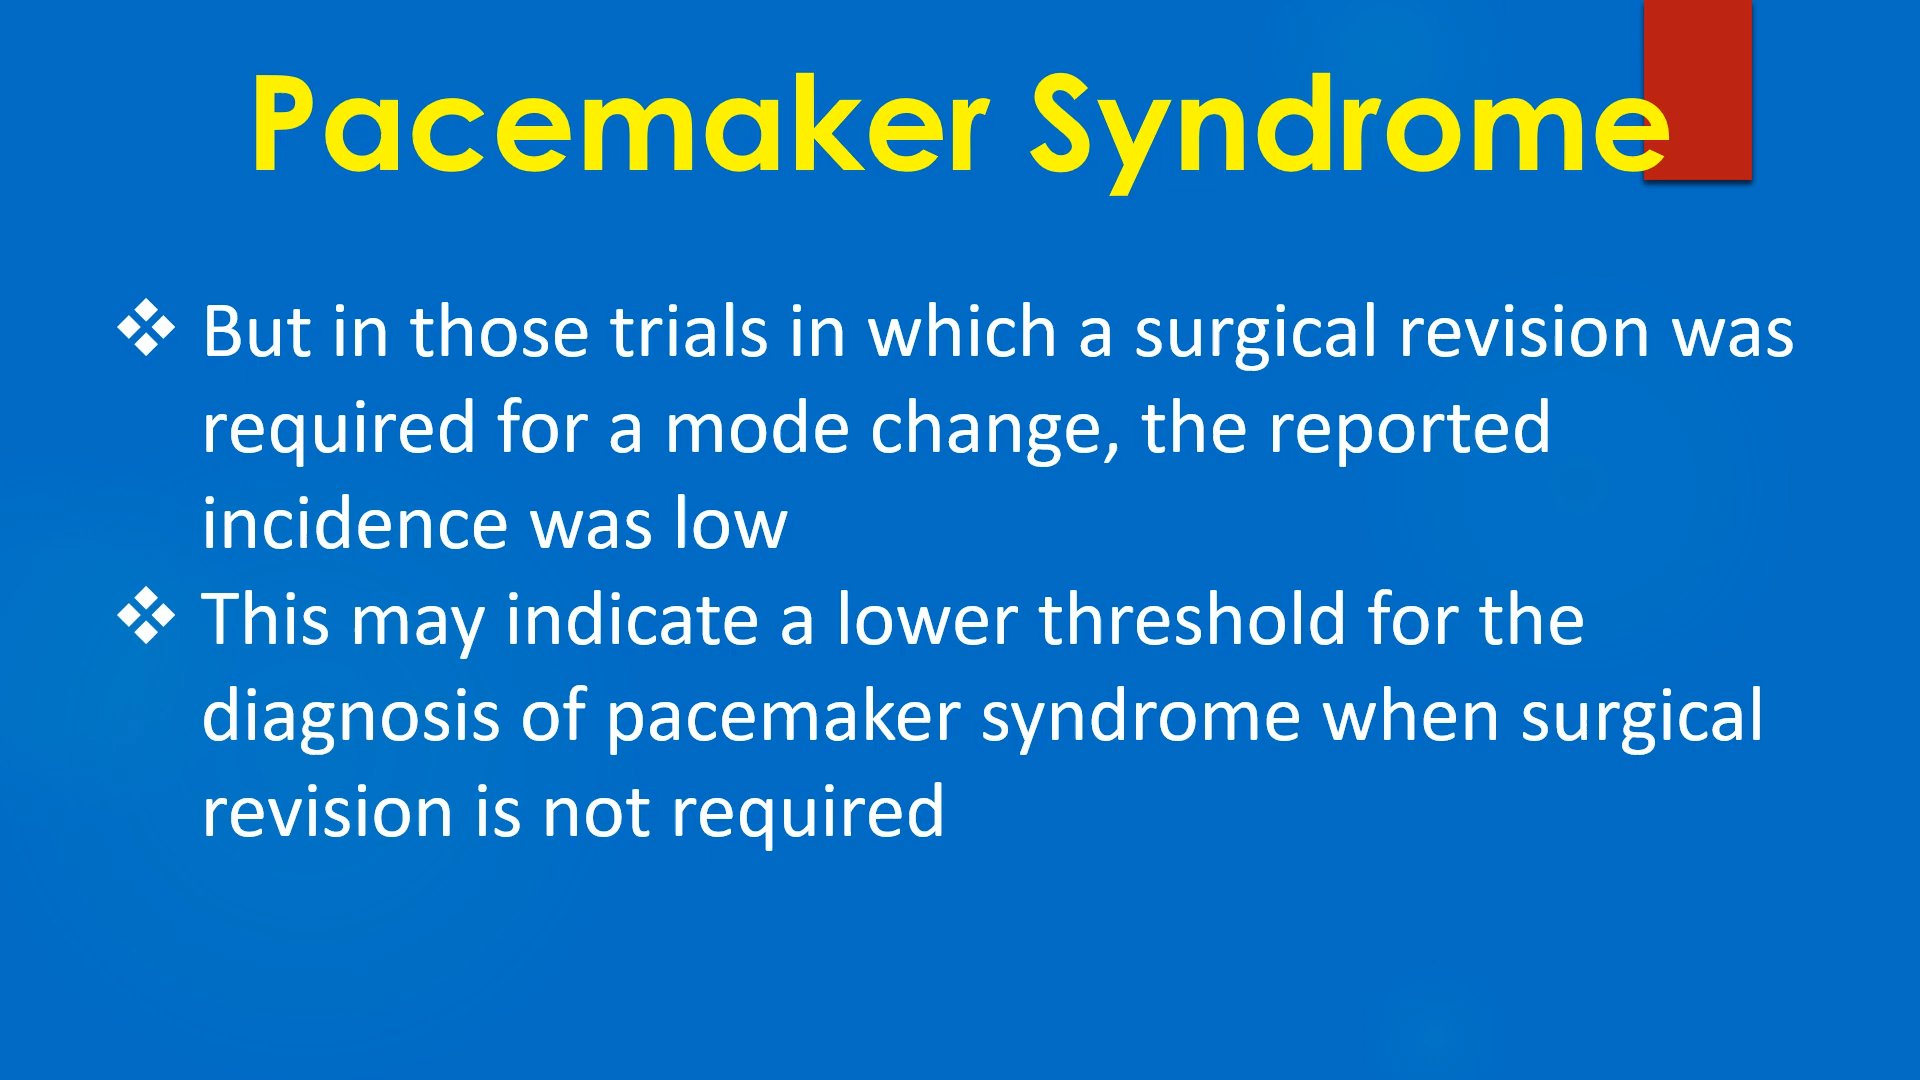 Pacemaker Syndrome
❖ But in those trials in which a surgical revision was
required for a mode change, the reported
incidence was low
❖ This may indicate a lower threshold for the
diagnosis of pacemaker syndrome when surgical
revision is not required